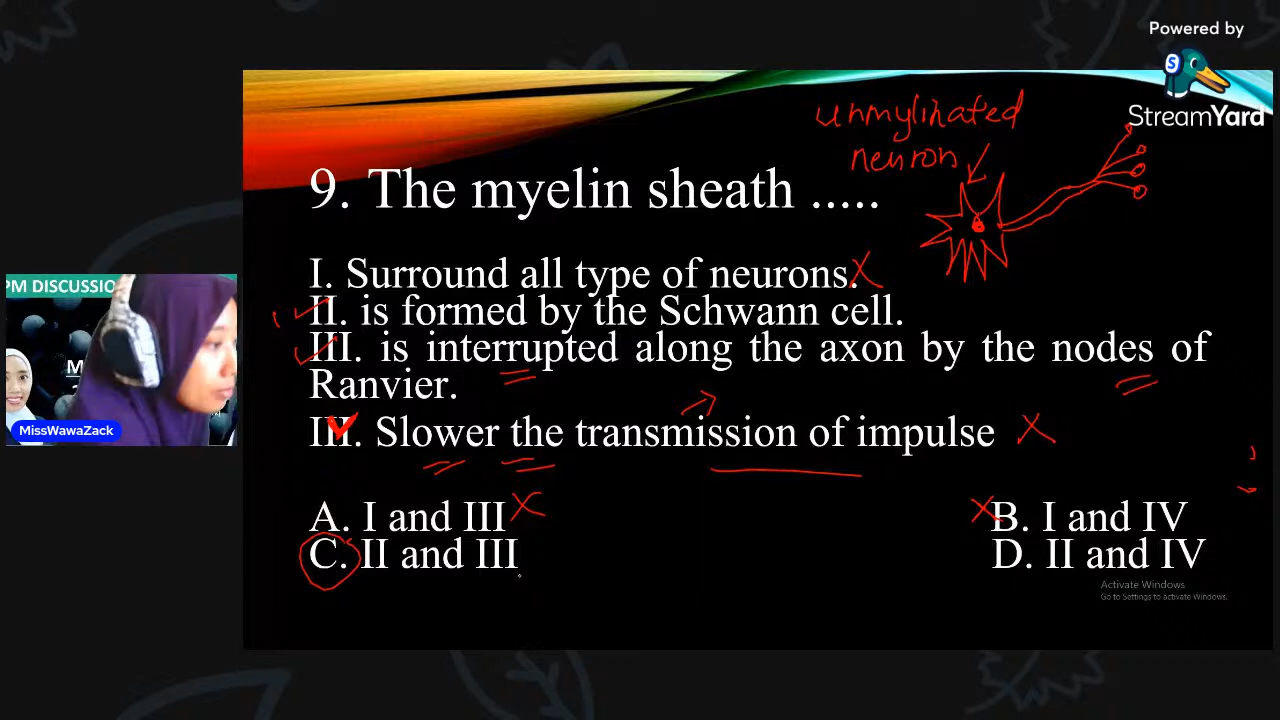 Powered by
StreamYard
unmylinated
neuron
9. The myelin sheath .....
I. Surround all type of neurons.
II. is formed by the Schwann cell.
III. is interrupted along the axon by the nodes of
Ranvier.
III. Slower the transmission of impulse
A. I and III
B. I and IV
C. II and III
D. II and IV
PM DISCUSSIO
M
MissWawaZack
Activate Windows
Go to Settings to activate Windows.